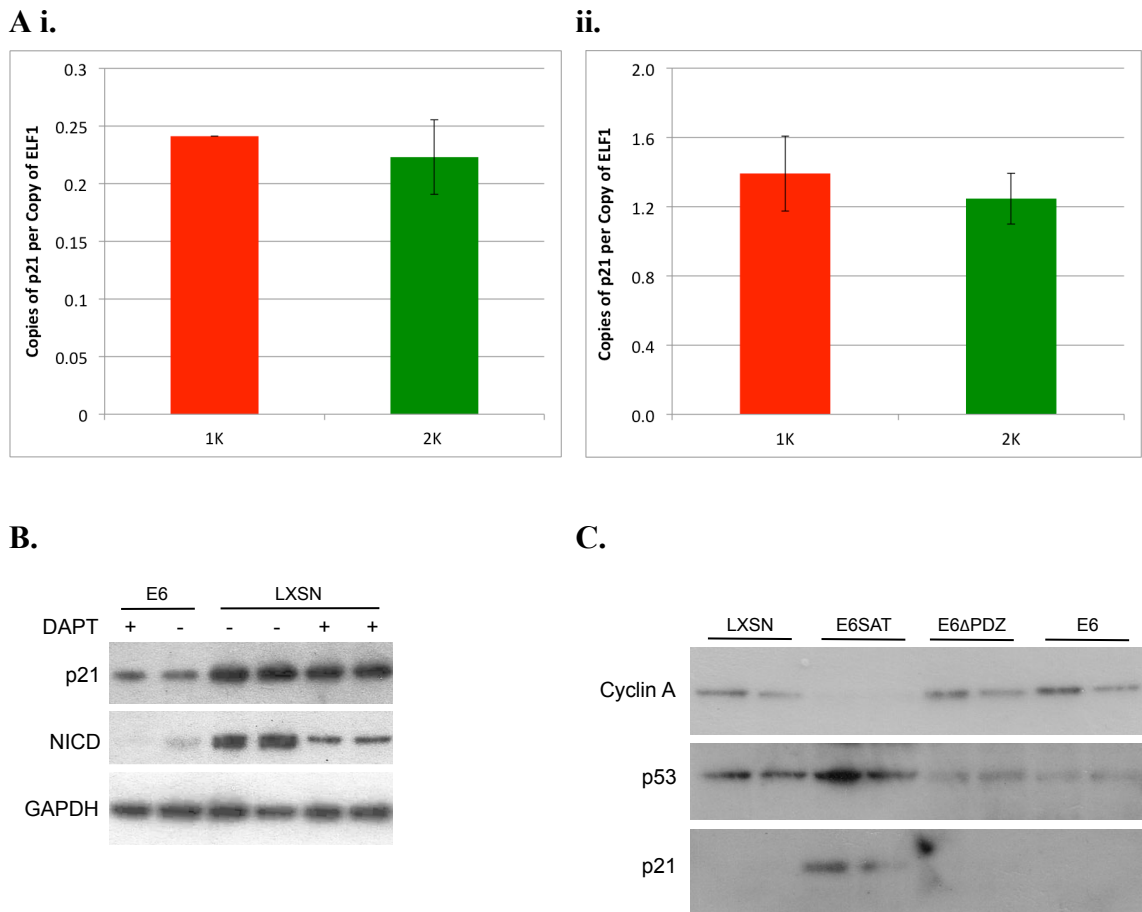 A i.
Copies of p21 per Copy of ELF1
0.3
0.25
0.2
0.15
0.1
0.05
0
1K
2K
ii.
Copies of p21 per Copy of ELF1
2.0
1.6
1.2
0.8
0.4
0.0
1K
2K
B.
E6
LXSN
DAPT + - - - + +
p21
NICD
GAPDH
C.
LXSN
E6SAT
E6ΔPDZ
E6
Cyclin A
p53
p21